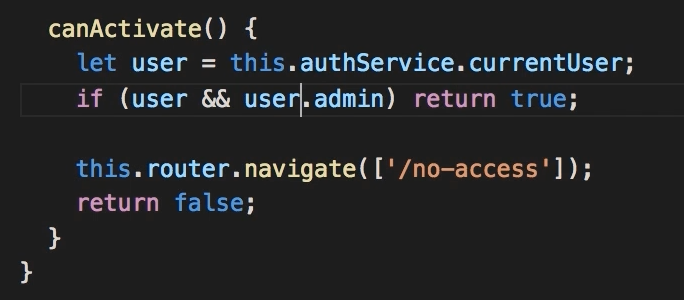 canActivate() {
let user = this.authService.currentUser;
if (user && user.admin) return true;
this.router.navigate(['/no-access']);
return false;
}
}